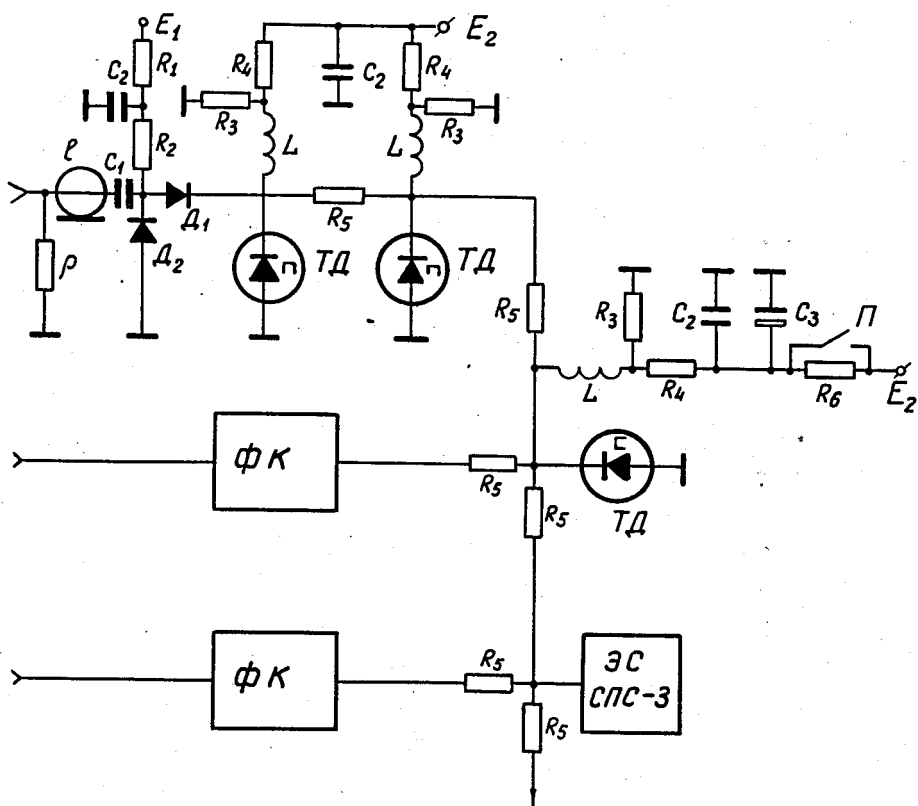 E₁
E₂
R₁
R₄
C₂
R₄
C₂
R₃
R₃
R₂
L
L
ℓ
C₁
Д₁
R₅
ρ
Д₂
п
ТД
п
ТД
R₅
R₃
C₂
C₃
П
L
R₄
R₆
E₂
ФК
R₅
п
ТД
R₅
ФК
R₅
ЭС
СПС-3
R₅